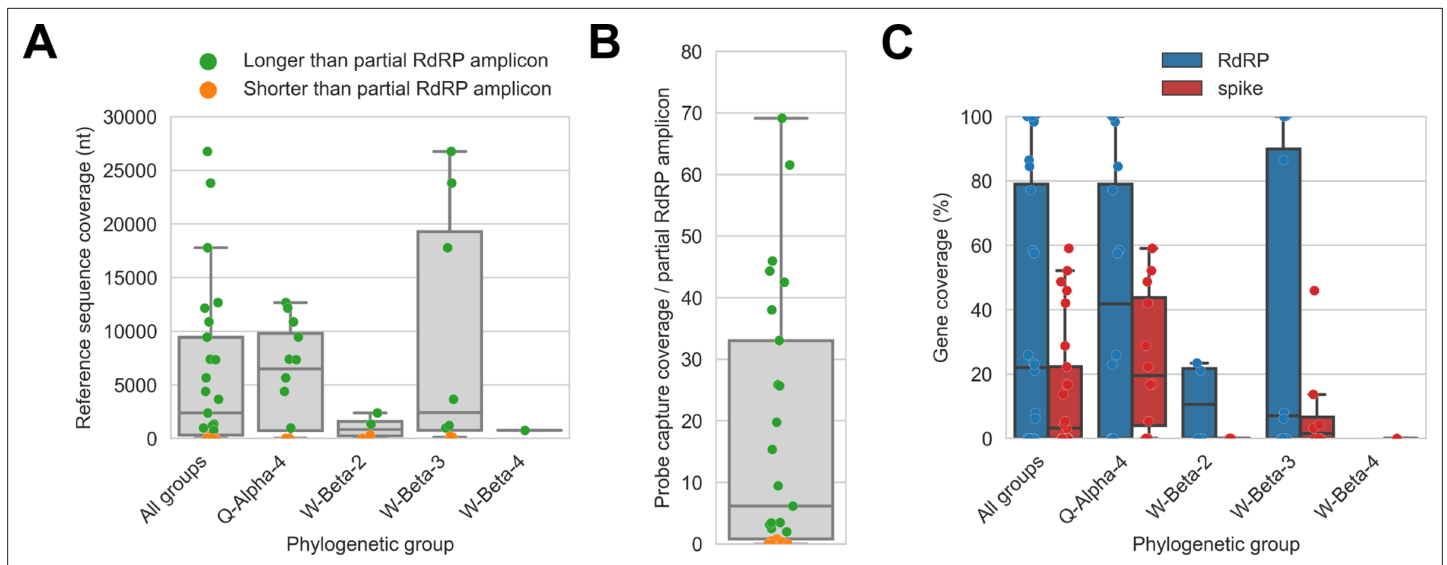 A
Longer than partial RdRP amplicon
Shorter than partial RdRP amplicon
Reference sequence coverage (nt)
30000
25000
20000
15000
10000
5000
0
All groups
Q-Alpha-4
W-Beta-2
W-Beta-3
W-Beta-4
Phylogenetic group
B
Probe capture coverage / partial RdRP amplicon
80
70
60
50
40
30
20
10
0
C
RdRP
spike
Gene coverage (%)
100
80
60
40
20
0
All groups
Q-Alpha-4
W-Beta-2
W-Beta-3
W-Beta-4
Phylogenetic group